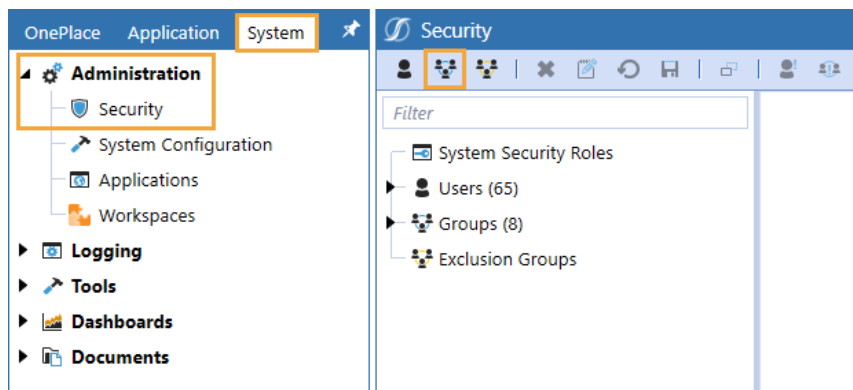 OnePlace Application System
Administration
Security
System Configuration
Applications
Workspaces
Logging
Tools
Dashboards
Documents
Security
Filter
System Security Roles
Users (65)
Groups (8)
Exclusion Groups